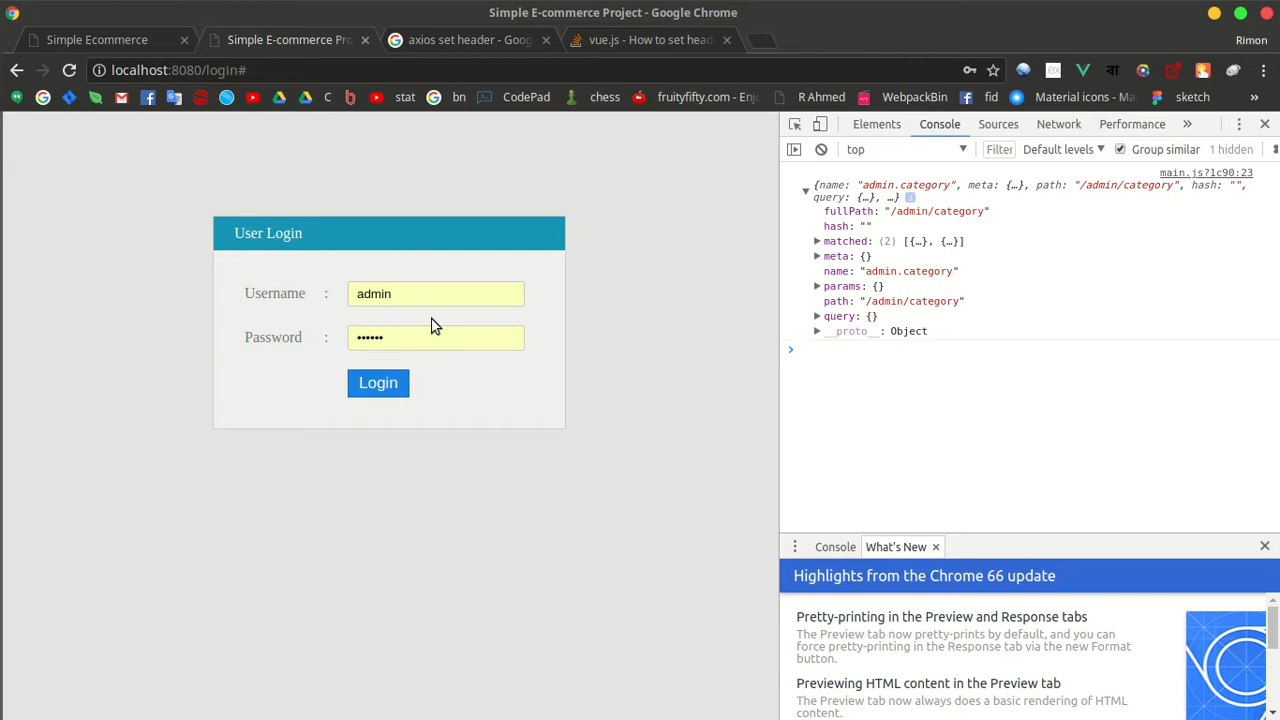 Simple E-commerce Project - Google Chrome
Simple Ecommerce
Simple E-commerce Pro
axios set header - Goog
vue.js - How to set heade
Rimon
localhost:8080/login#
C
stat
bn
CodePad
chess
fruityfifty.com - Enj
R Ahmed
WebpackBin
fid
Material icons - Ma
sketch
»
Elements Console Sources Network Performance »
top Filter Default levels Group similar 1 hidden
main.js?1c90:23
{name: "admin.category", meta: {…}, path: "/admin/category", hash: "",
query: {…}, …}
fullPath: "/admin/category"
hash: ""
matched: (2) [{…}, {…}]
meta: {}
name: "admin.category"
params: {}
path: "/admin/category"
query: {}
__proto__: Object
User Login
Username : admin
Password : ••••••
Login
Console What's New
Highlights from the Chrome 66 update
Pretty-printing in the Preview and Response tabs
The Preview tab now pretty-prints by default, and you can
force pretty-printing in the Response tab via the new Format
button.
Previewing HTML content in the Preview tab
The Preview tab now always does a basic rendering of HTML
content.